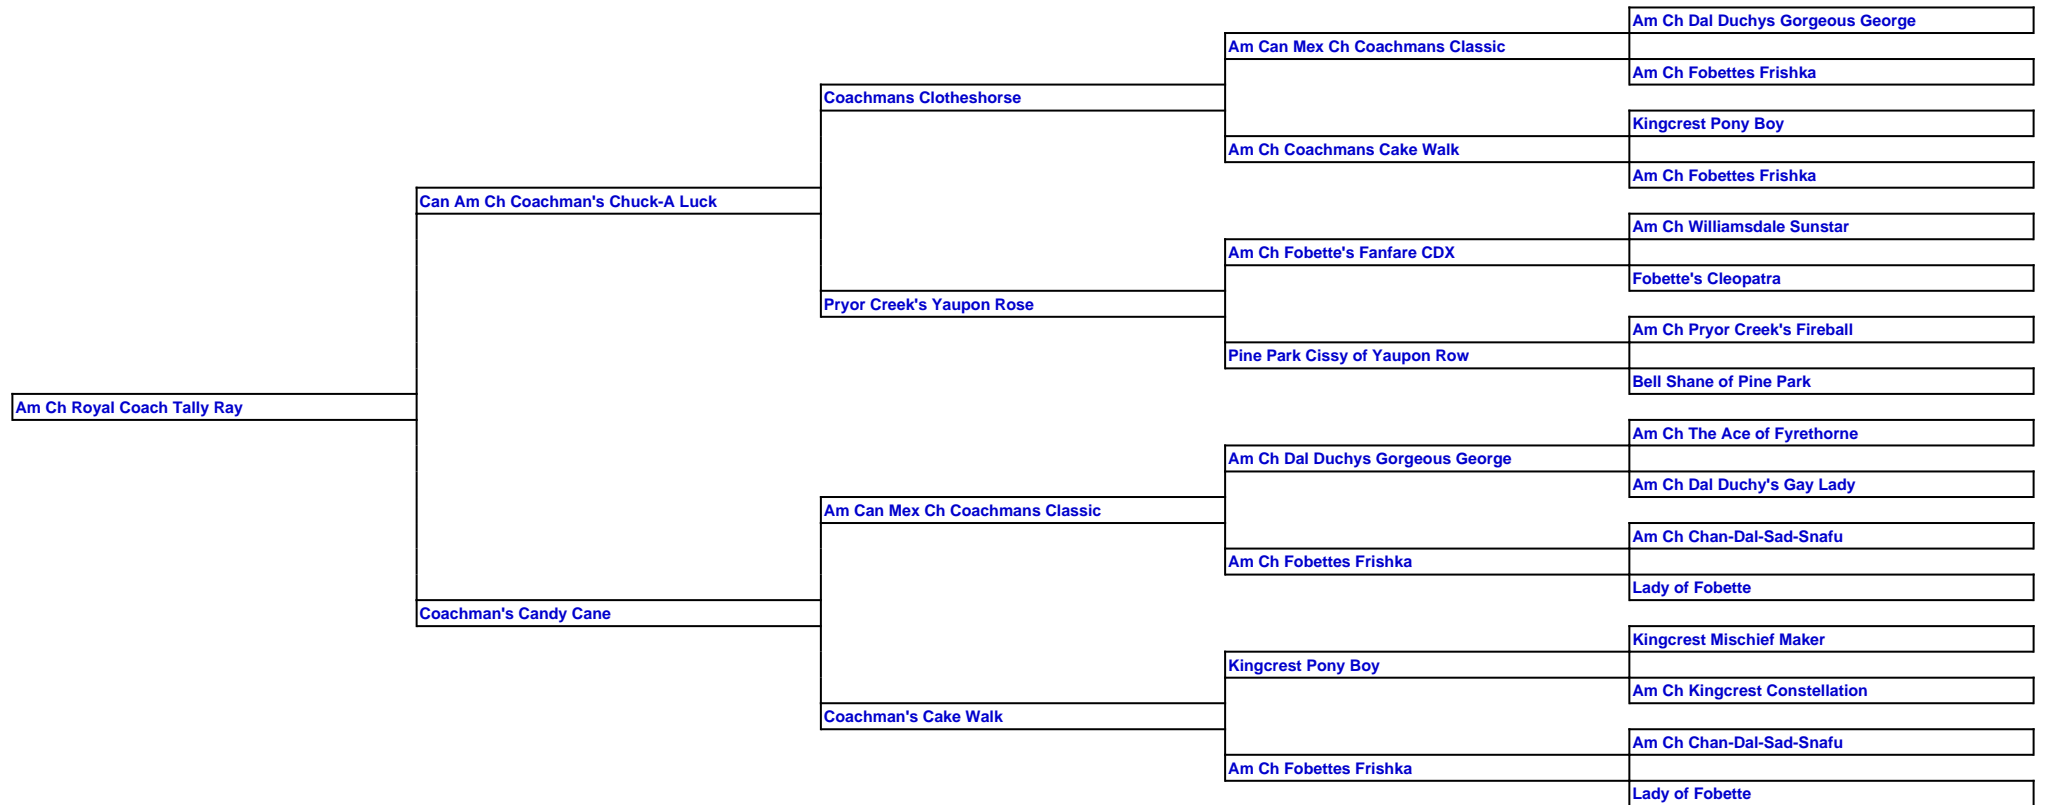 Am Ch Dal Duchys Gorgeous George
Am Can Mex Ch Coachmans Classic
Am Ch Fobettes Frishka
Coachmans Clotheshorse
Kingcrest Pony Boy
Am Ch Coachmans Cake Walk
Am Ch Fobettes Frishka
Can Am Ch Coachman's Chuck-A Luck
Am Ch Williamsdale Sunstar
Am Ch Fobette's Fanfare CDX
Fobette's Cleopatra
Pryor Creek's Yaupon Rose
Am Ch Pryor Creek's Fireball
Pine Park Cissy of Yaupon Row
Bell Shane of Pine Park
Am Ch Royal Coach Tally Ray
Am Ch The Ace of Fyrethorne
Am Ch Dal Duchys Gorgeous George
Am Ch Dal Duchy's Gay Lady
Am Can Mex Ch Coachmans Classic
Am Ch Chan-Dal-Sad-Snafu
Am Ch Fobettes Frishka
Lady of Fobette
Coachman's Candy Cane
Kingcrest Mischief Maker
Kingcrest Pony Boy
Am Ch Kingcrest Constellation
Coachman's Cake Walk
Am Ch Chan-Dal-Sad-Snafu
Am Ch Fobettes Frishka
Lady of Fobette